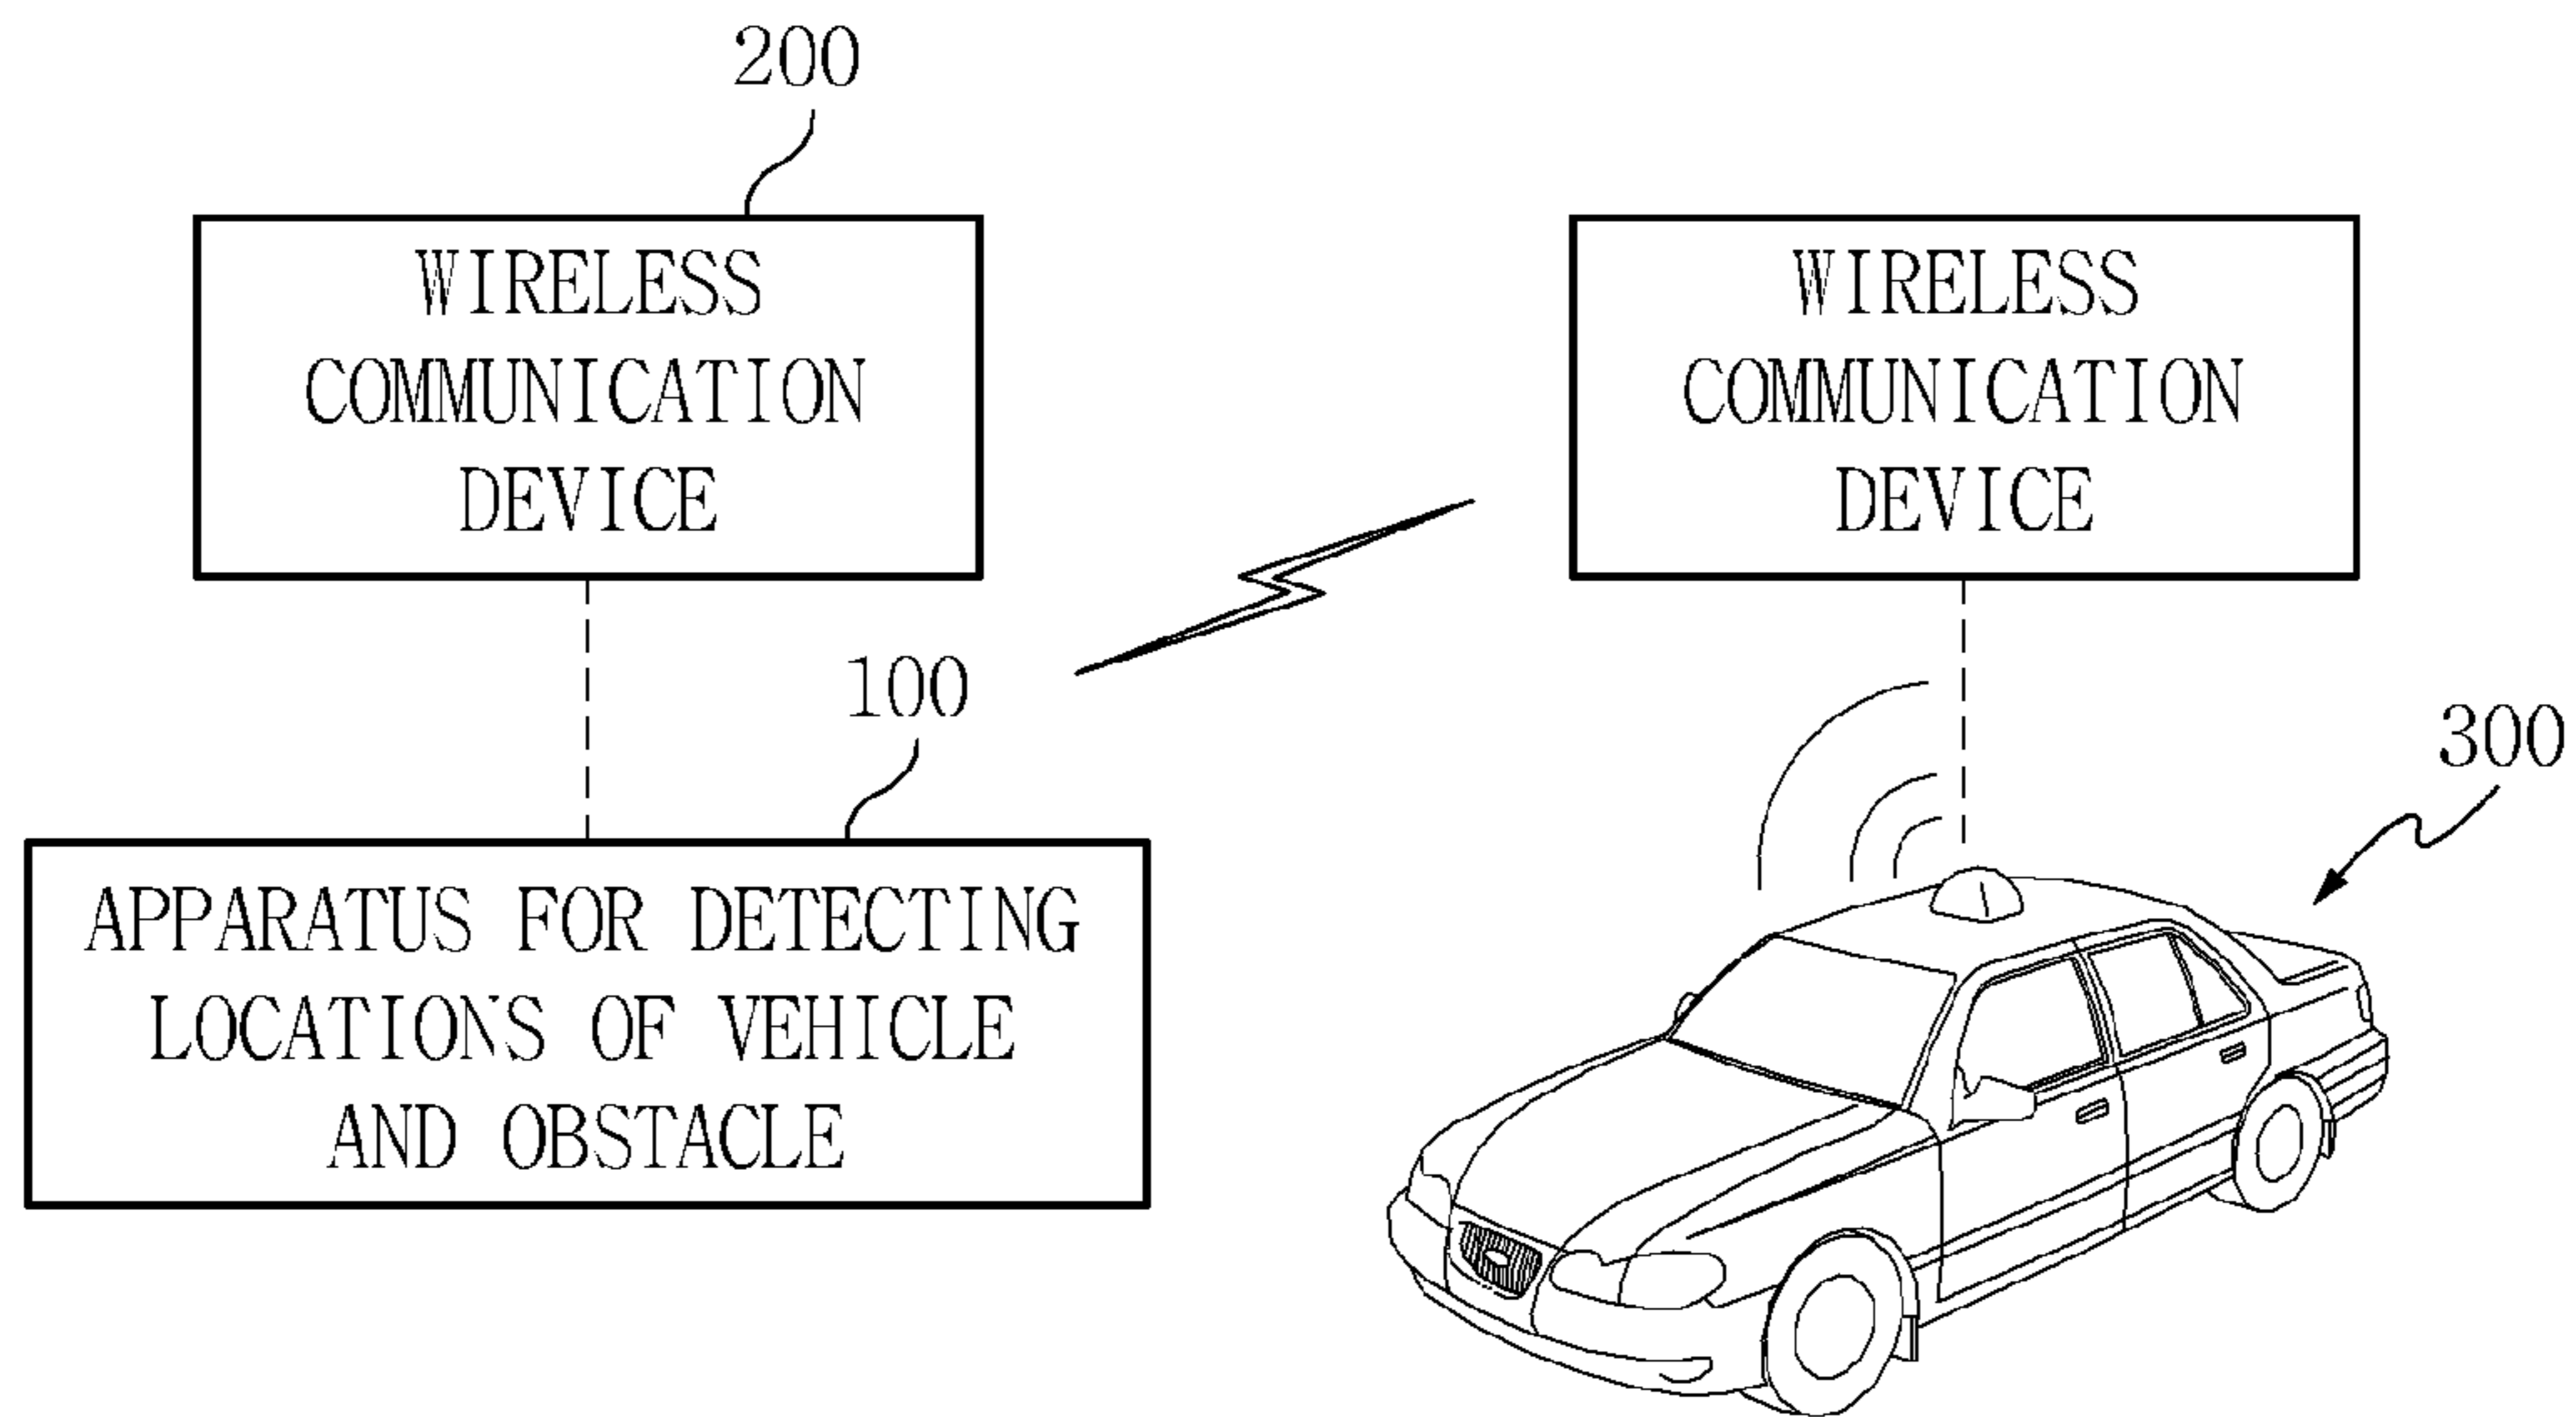 200
WIRELESS
COMMUNICATION
DEVICE
WIRELESS
COMMUNICATION
DEVICE
100
300
APPARATUS FOR DETECTING
LOCATIONS OF VEHICLE
AND OBSTACLE